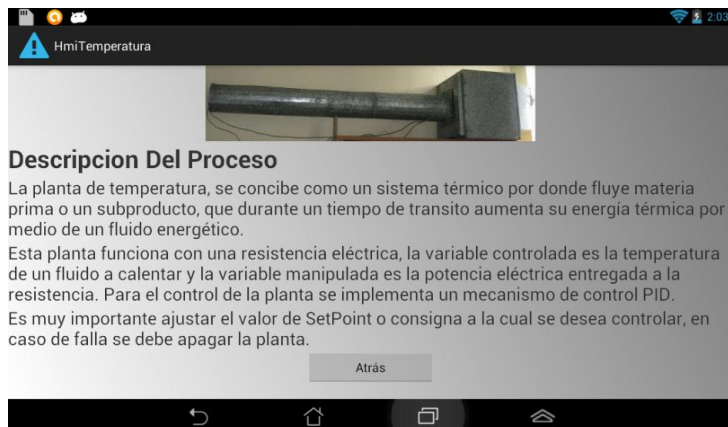 2:03
HmiTemperatura
Descripcion Del Proceso
La planta de temperatura, se concibe como un sistema térmico por donde fluye materia
prima o un subproducto, que durante un tiempo de transito aumenta su energía térmica por
medio de un fluido energético.
Esta planta funciona con una resistencia eléctrica, la variable controlada es la temperatura
de un fluido a calentar y la variable manipulada es la potencia eléctrica entregada a la
resistencia. Para el control de la planta se implementa un mecanismo de control PID.
Es muy importante ajustar el valor de SetPoint o consigna a la cual se desea controlar, en
caso de falla se debe apagar la planta.
Atrás